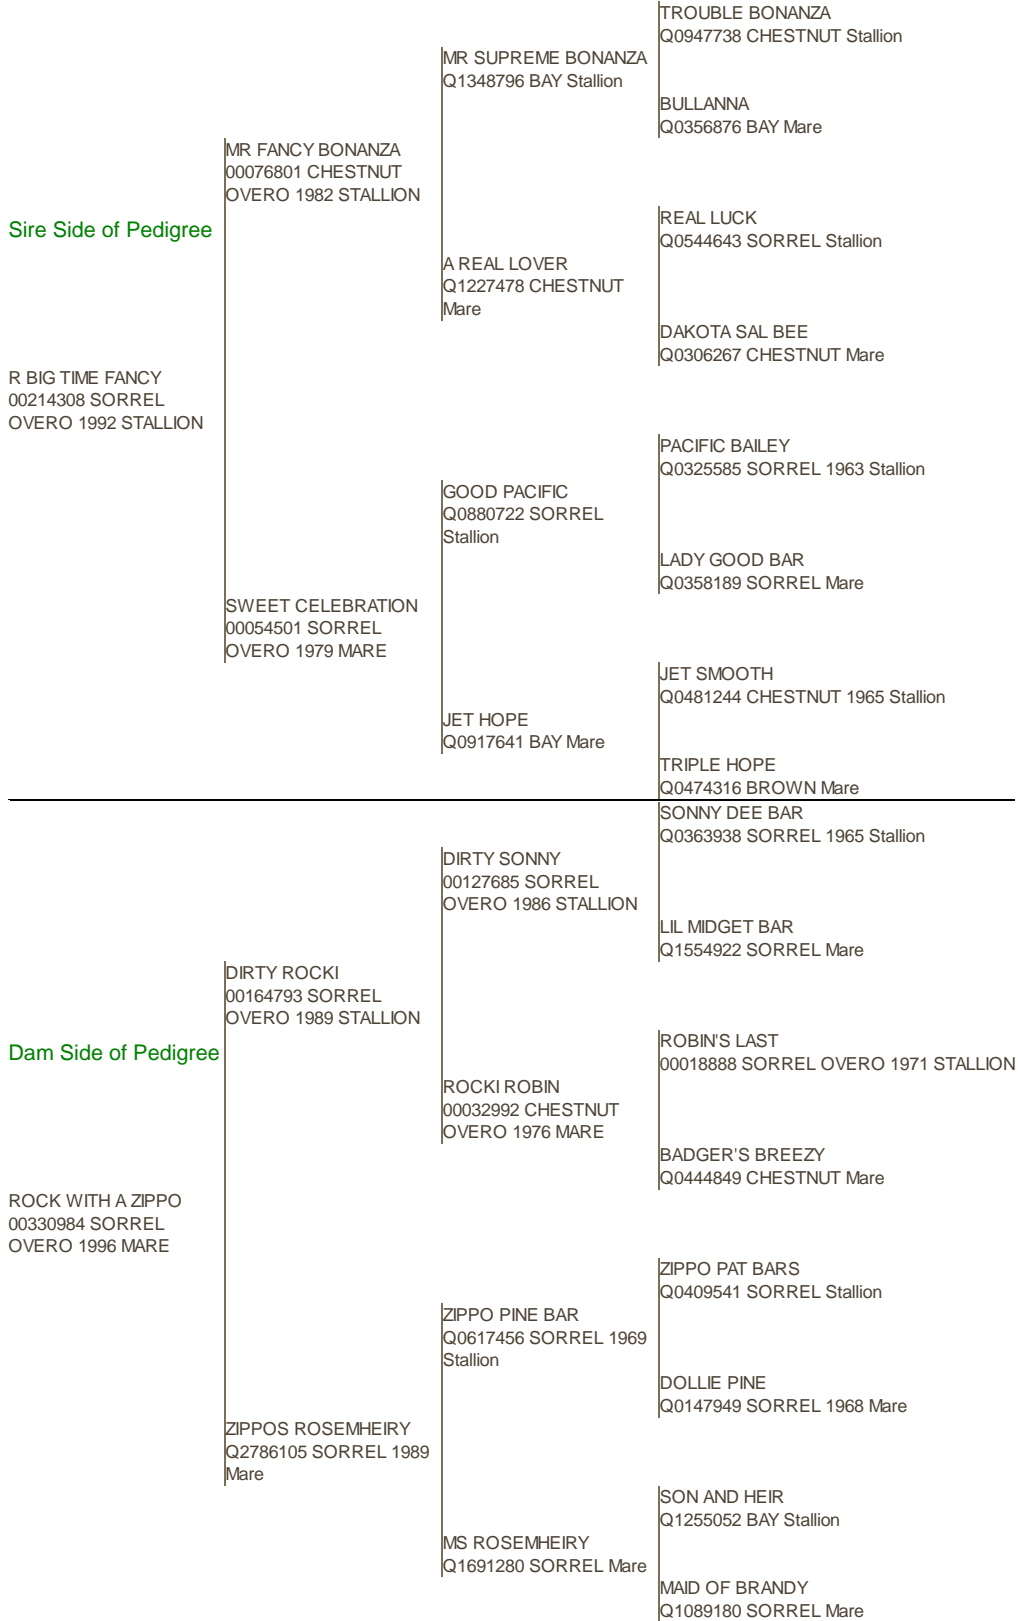 TROUBLE BONANZA
Q0947738 CHESTNUT Stallion
MR SUPREME BONANZA
Q1348796 BAY Stallion
BULLANNA
Q0356876 BAY Mare
MR FANCY BONANZA
00076801 CHESTNUT
OVERO 1982 STALLION
Sire Side of Pedigree
REAL LUCK
Q0544643 SORREL Stallion
A REAL LOVER
Q1227478 CHESTNUT
Mare
DAKOTA SAL BEE
Q0306267 CHESTNUT Mare
R BIG TIME FANCY
00214308 SORREL
OVERO 1992 STALLION
PACIFIC BAILEY
Q0325585 SORREL 1963 Stallion
GOOD PACIFIC
Q0880722 SORREL
Stallion
LADY GOOD BAR
Q0358189 SORREL Mare
SWEET CELEBRATION
00054501 SORREL
OVERO 1979 MARE
JET SMOOTH
Q0481244 CHESTNUT 1965 Stallion
JET HOPE
Q0917641 BAY Mare
TRIPLE HOPE
Q0474316 BROWN Mare
SONNY DEE BAR
Q0363938 SORREL 1965 Stallion
DIRTY SONNY
00127685 SORREL
OVERO 1986 STALLION
LIL MIDGET BAR
Q1554922 SORREL Mare
DIRTY ROCKI
00164793 SORREL
OVERO 1989 STALLION
Dam Side of Pedigree
ROBIN'S LAST
00018888 SORREL OVERO 1971 STALLION
ROCKI ROBIN
00032992 CHESTNUT
OVERO 1976 MARE
BADGER'S BREEZY
Q0444849 CHESTNUT Mare
ROCK WITH A ZIPPO
00330984 SORREL
OVERO 1996 MARE
ZIPPO PAT BARS
Q0409541 SORREL Stallion
ZIPPO PINE BAR
Q0617456 SORREL 1969
Stallion
DOLLIE PINE
Q0147949 SORREL 1968 Mare
ZIPPOS ROSEMHEIRY
Q2786105 SORREL 1989
Mare
SON AND HEIR
Q1255052 BAY Stallion
MS ROSEMHEIRY
Q1691280 SORREL Mare
MAID OF BRANDY
Q1089180 SORREL Mare